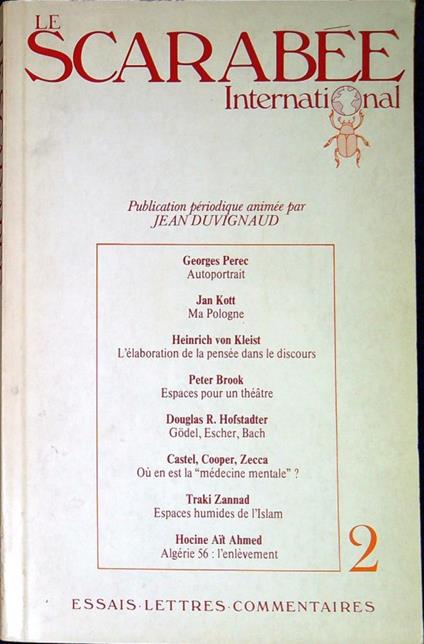 LE
SCARABÉE
International
Publication périodique animée par
JEAN DUVIGNAUD
Georges Perec
Autoportrait
Jan Kott
Ma Pologne
Heinrich von Kleist
L'élaboration de la pensée dans le discours
Peter Brook
Espaces pour un théâtre
Douglas R. Hofstadter
Gödel, Escher, Bach
Castel, Cooper, Zecca
Où en est la "médecine mentale" ?
Traki Zannad
Espaces humides de l'Islam
Hocine Aït Ahmed
Algérie 56 : l'enlèvement
2
ESSAIS · LETTRES · COMMENTAIRES